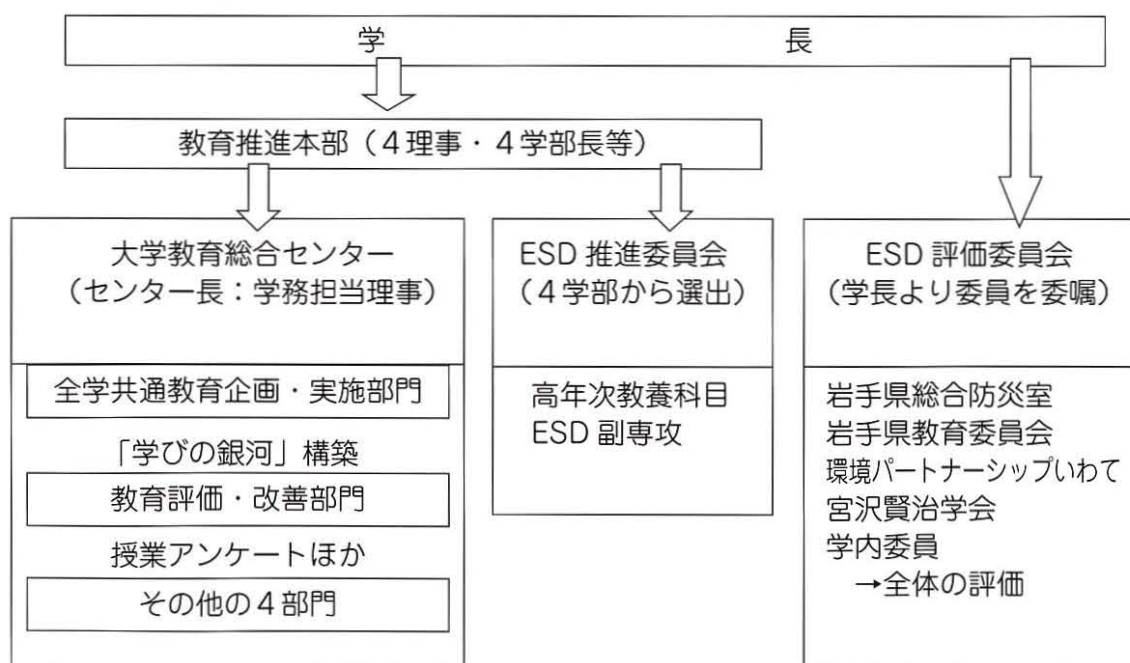 学長
教育推進本部（4理事・4学部長等）
大学教育総合センター
（センター長：学務担当理事）
全学共通教育企画・実施部門
「学びの銀河」構築
教育評価・改善部門
授業アンケートほか
その他の4部門
ESD 推進委員会
（4学部から選出）
高年次教養科目
ESD 副専攻
ESD 評価委員会
（学長より委員を委嘱）
岩手県総合防災室
岩手県教育委員会
環境パートナーシップいわて
宮沢賢治学会
学内委員
→全体の評価